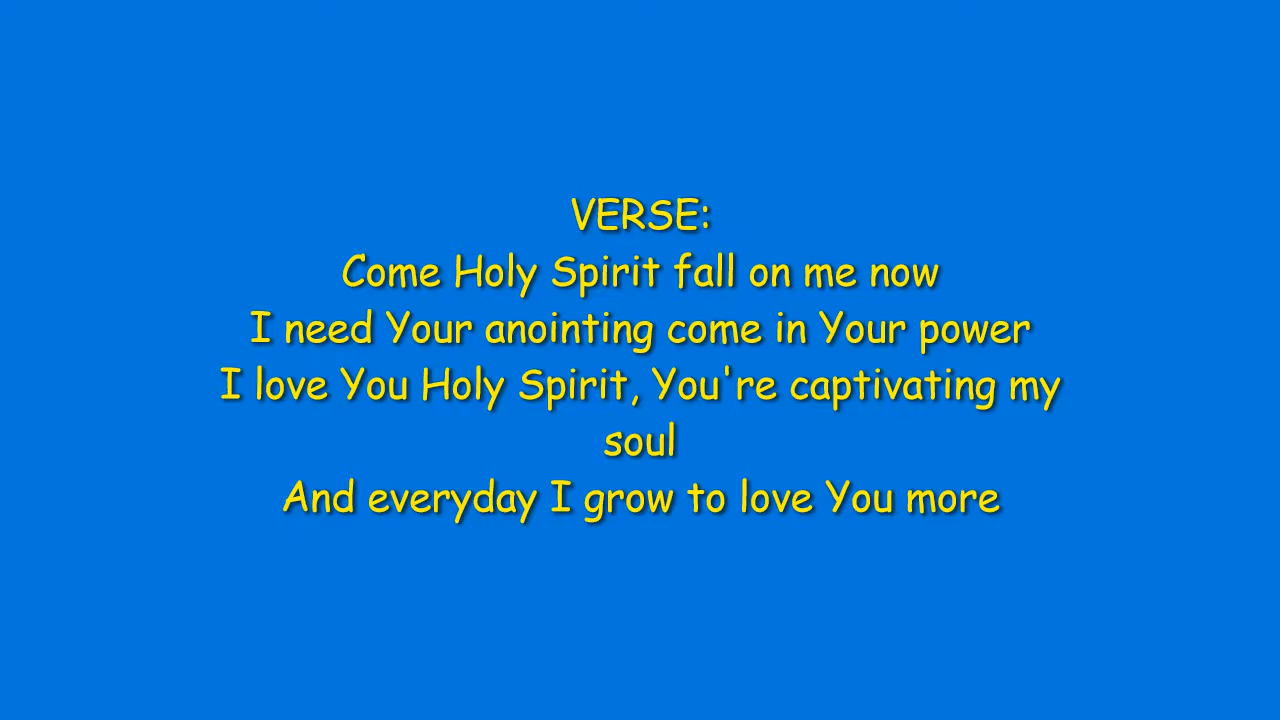 VERSE:
Come Holy Spirit fall on me now
I need Your anointing come in Your power
I love You Holy Spirit, You're captivating my
soul
And everyday I grow to love You more